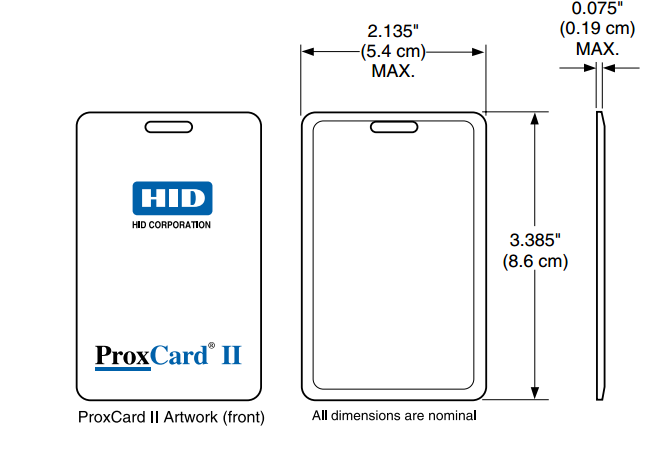 0.075"
(0.19 cm)
MAX.
2.135"
(5.4 cm)
MAX.
HID
HID CORPORATION
3.385"
(8.6 cm)
ProxCard® II
ProxCard II Artwork (front)
All dimensions are nominal